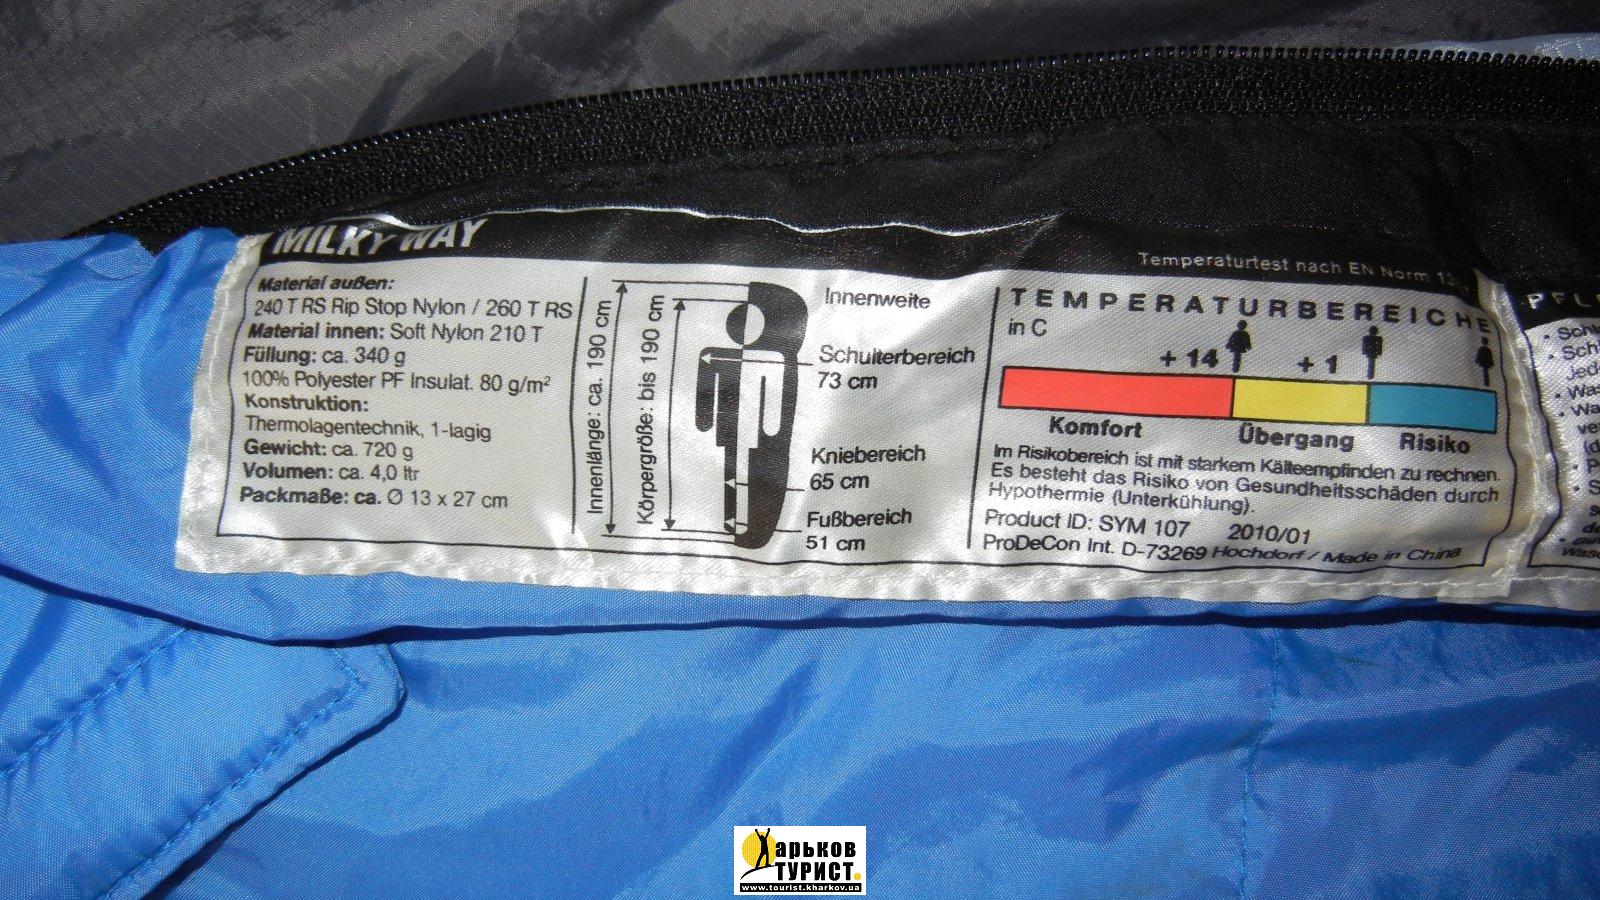 MILKY WAY
Material außen:
240 T RS Rip Stop Nylon / 260 T RS
Material innen: Soft Nylon 210 T
Füllung: ca. 340 g
100% Polyester PF Insulat. 80 g/m²
Konstruktion:
Thermolagentechnik, 1-lagig
Gewicht: ca. 720 g
Volumen: ca. 4,0 ltr
Packmaße: ca. Ø 13 x 27 cm
Innenlänge: ca. 190 cm
Körpergröße: bis 190 cm
Innenweite
Schulterbereich
73 cm
Kniebereich
65 cm
Fußbereich
51 cm
Temperaturtest nach EN Norm
TEMPERATURBEREICHE
in C
+ 14 + 1
Komfort Übergang Risiko
Im Risikobereich ist mit starkem Kälteempfinden zu rechnen.
Es besteht das Risiko von Gesundheitsschäden durch
Hypothermie (Unterkühlung).
Product ID: SYM 107 2010/01
ProDeCon Int. D-73269 Hochdorf / Made in China
Харьков
ТУРИСТ.
www.tourist.kharkov.ua